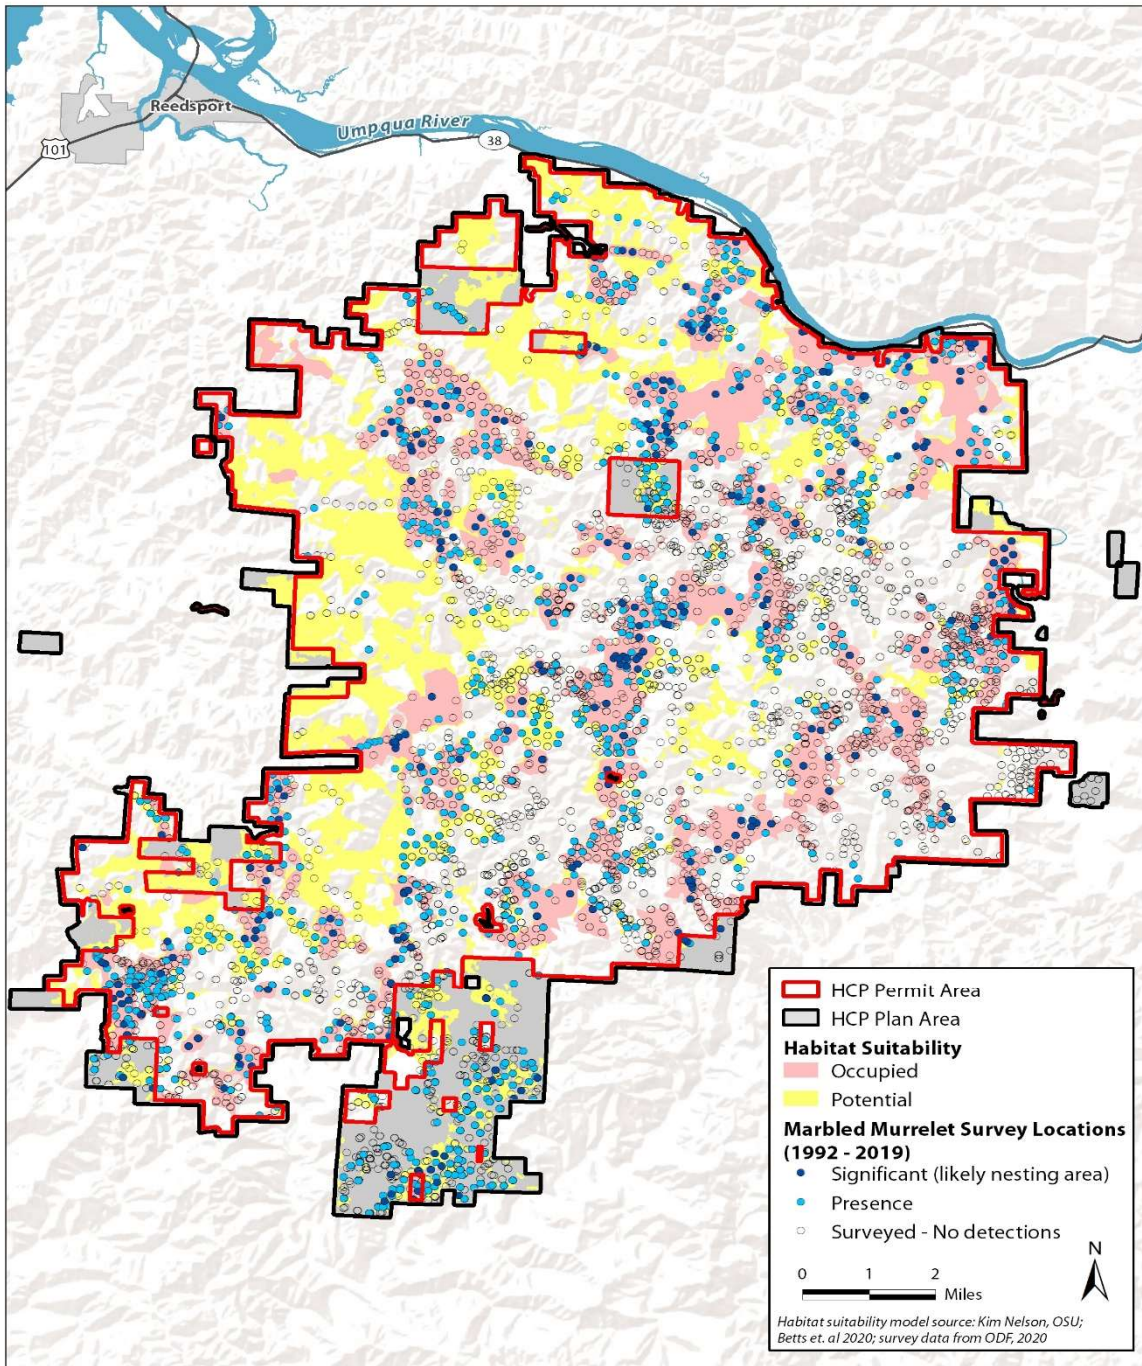 Reedsport
Umpqua River
38
101
HCP Permit Area
HCP Plan Area
Habitat Suitability
Occupied
Potential
Marbled Murrelet Survey Locations
(1992 - 2019)
Significant (likely nesting area)
Presence
Surveyed - No detections
N
0 1 2
Miles
Habitat suitability model source: Kim Nelson, OSU;
Betts et. al 2020; survey data from ODF, 2020